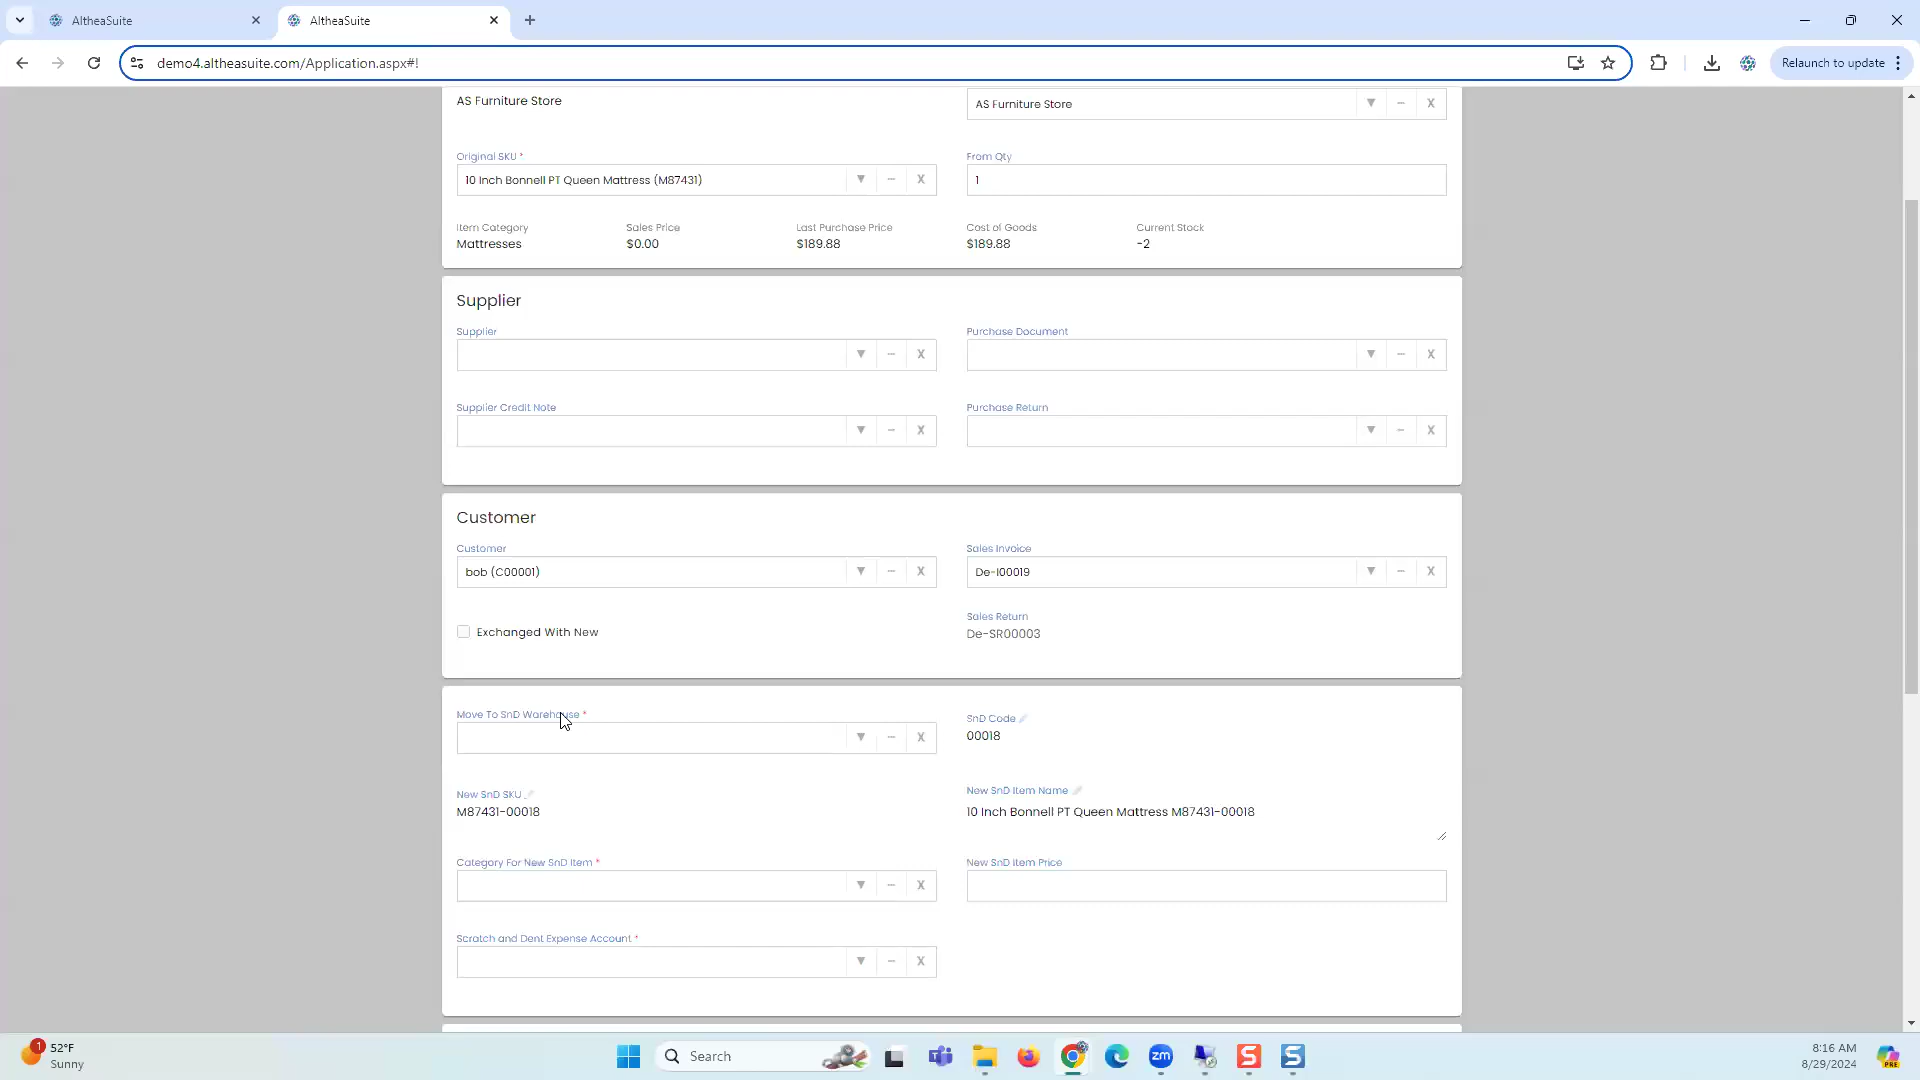 AltheaSuite
AltheaSuite
demo4.altheasuite.com/Application.aspx#!
Relaunch to update
AS Furniture Store
AS Furniture Store
Original SKU *
From Qty
10 Inch Bonnell PT Queen Mattress (M87431)
1
Item Category Sales Price Last Purchase Price Cost of Goods Current Stock
Mattresses $0.00 $189.88 $189.88 -2
Supplier
Supplier
Purchase Document
Supplier Credit Note
Purchase Return
Customer
Customer
Sales Invoice
bob (C00001)
De-I00019
Exchanged With New
Sales Return
De-SR00003
Move To SnD Warehouse *
SnD Code
00018
New SnD SKU
M87431-00018
New SnD Item Name
10 Inch Bonnell PT Queen Mattress M87431-00018
Category For New SnD Item *
New SnD Item Price
Scratch and Dent Expense Account *
1
52°F
Sunny
Search
zm
S
S
8:16 AM
8/29/2024
PRE